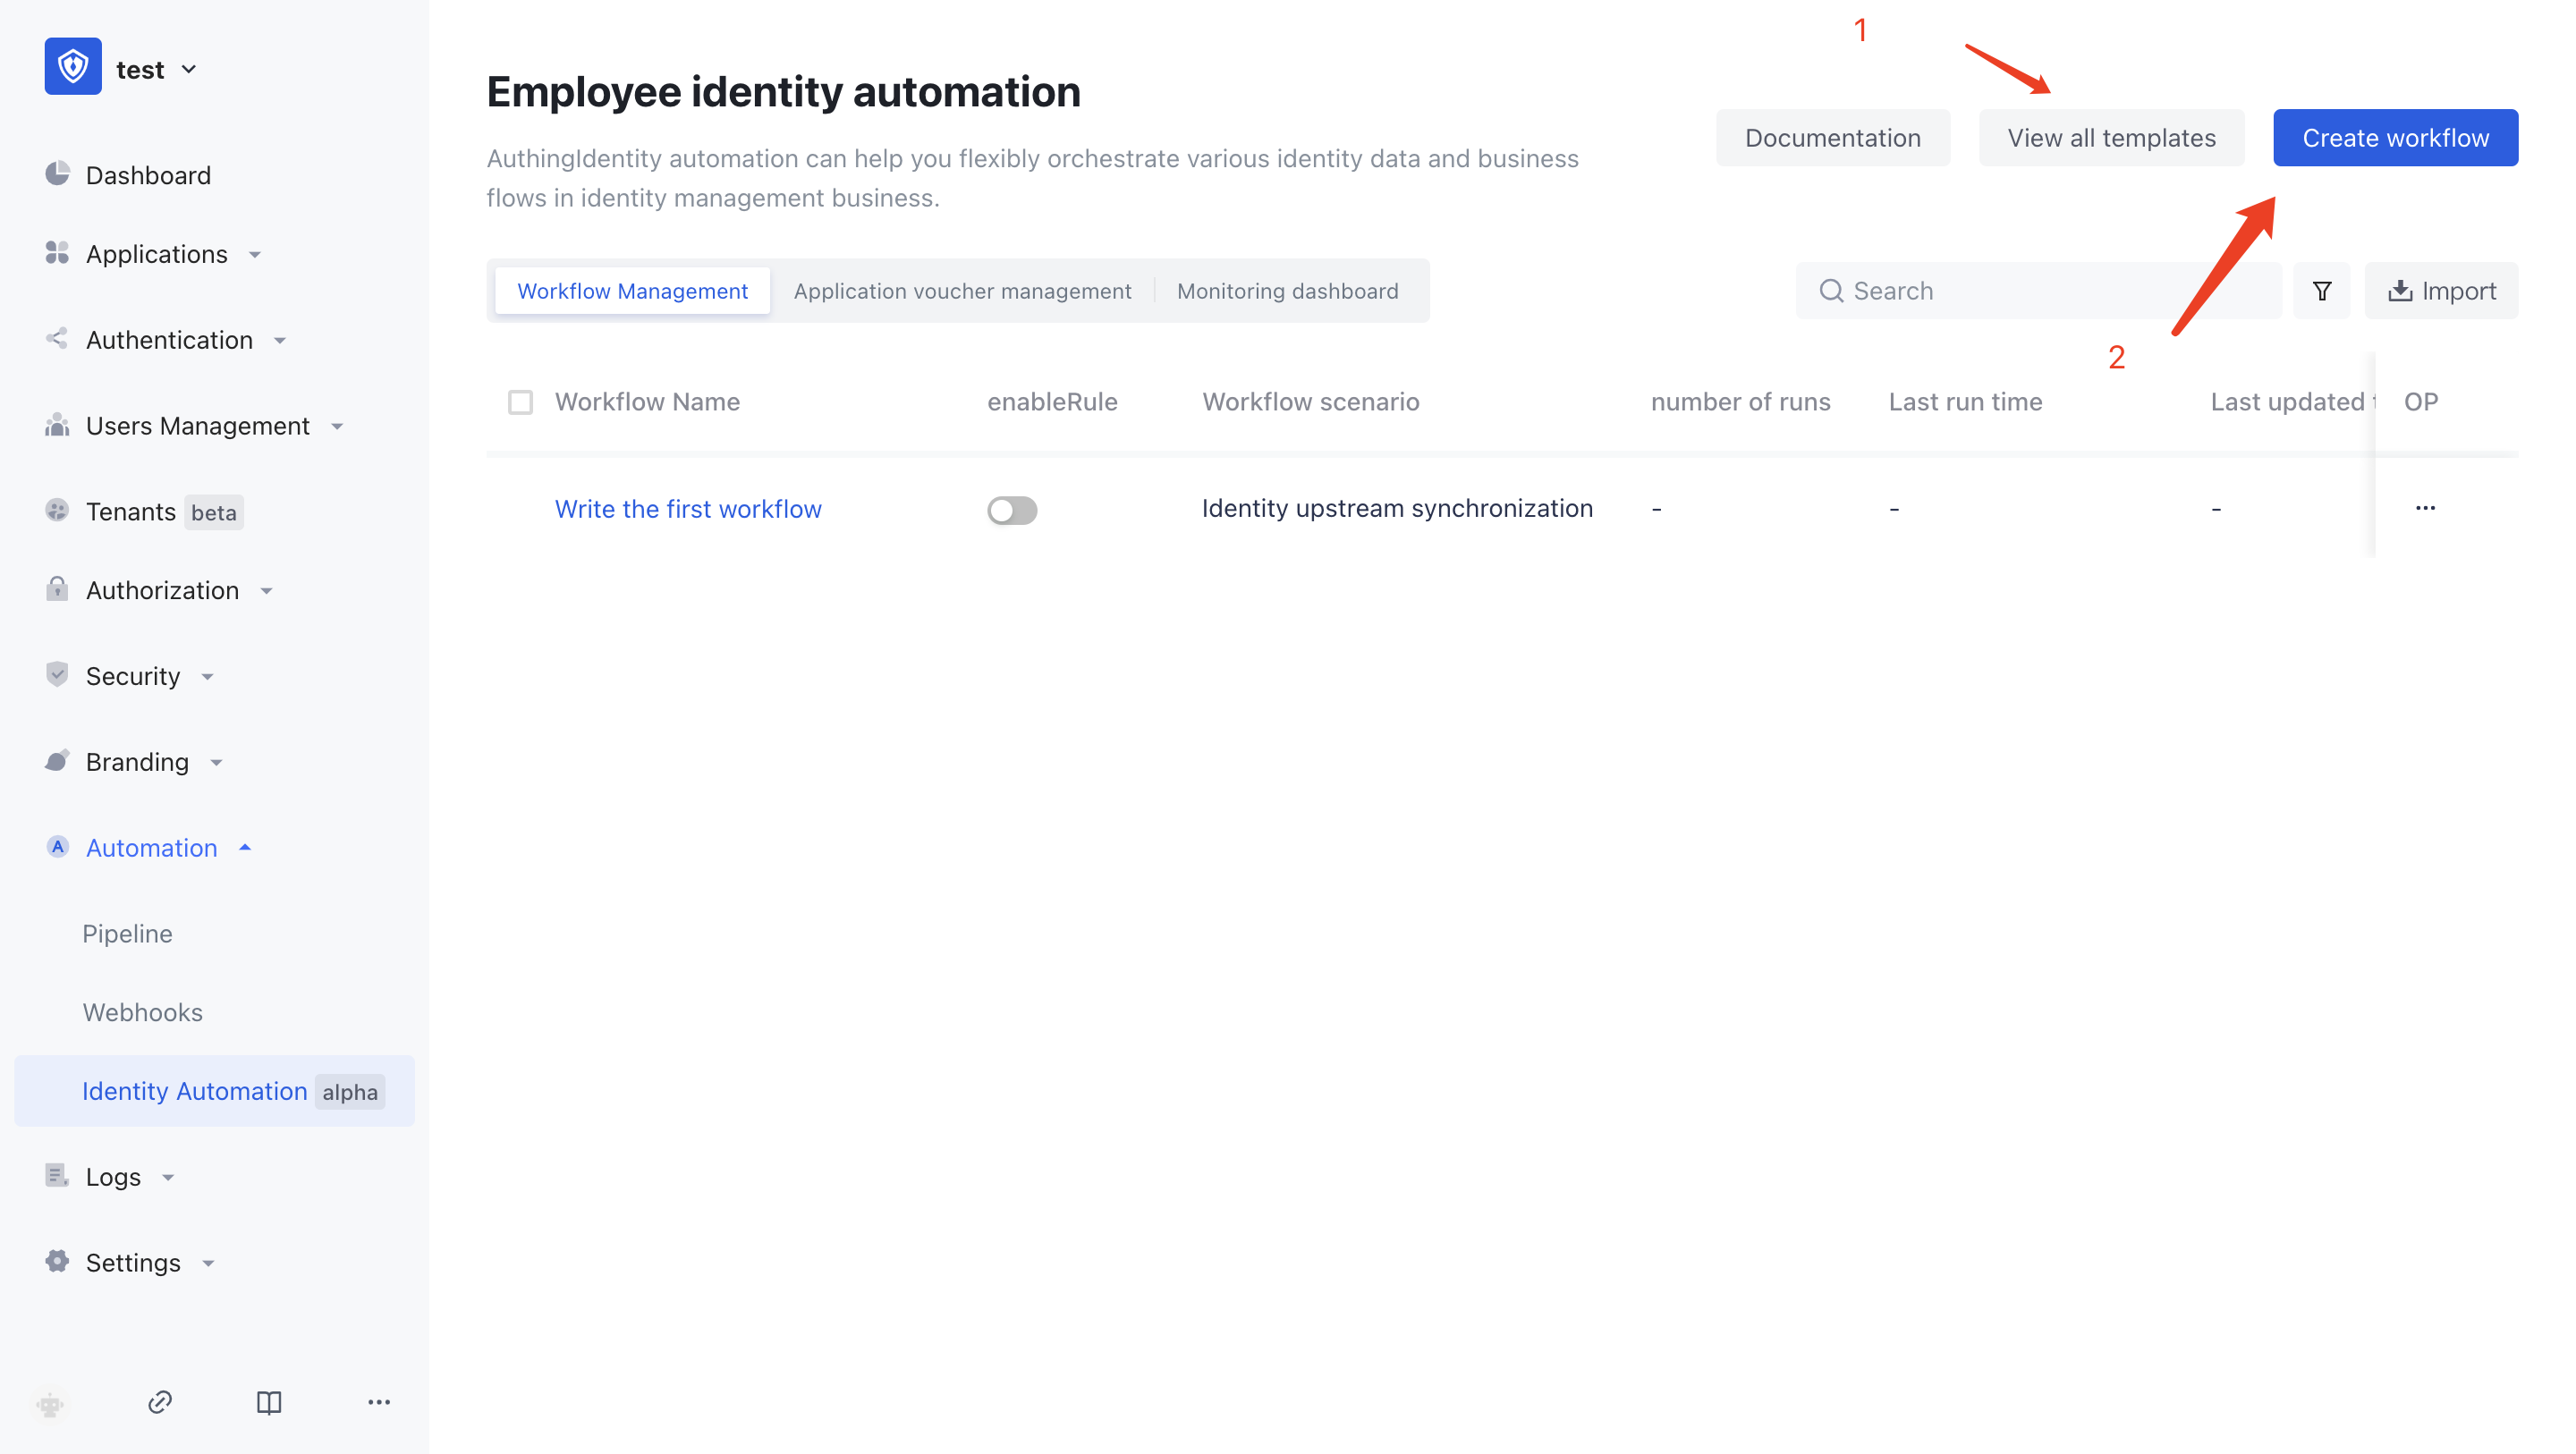 test
Dashboard
Applications
Authentication
Users Management
Tenants beta
Authorization
Security
Branding
A Automation
Pipeline
Webhooks
Identity Automation alpha
Logs
Settings
1
Employee identity automation
Documentation
View all templates
Create workflow
AuthingIdentity automation can help you flexibly orchestrate various identity data and business
flows in identity management business.
Workflow Management
Application voucher management
Monitoring dashboard
Search
Import
2
Workflow Name enableRule Workflow scenario number of runs Last run time Last updated OP
Write the first workflow Identity upstream synchronization - - - ...